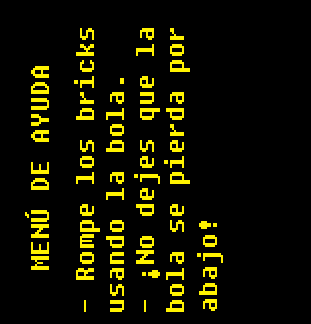 MENÚ DE AYUDA
- Rompe los bricks
usando la bola.
- ¡No dejes que la
bola se pierda por
abajo!